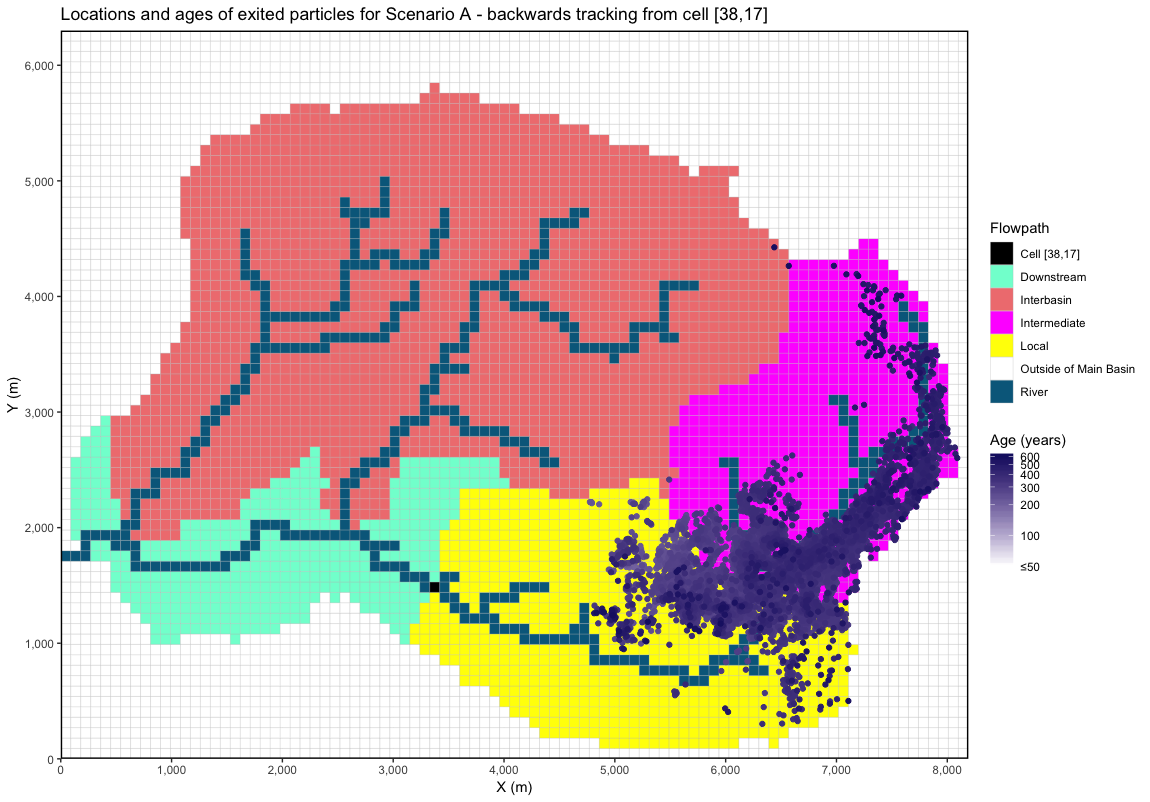 Locations and ages of exited particles for Scenario A - backwards tracking from cell [38,17]
6,000
5,000
4,000
3,000
2,000
1,000
0
Y (m)
0 1,000 2,000 3,000 4,000 5,000 6,000 7,000 8,000
X (m)
Flowpath
Cell [38,17]
Downstream
Interbasin
Intermediate
Local
Outside of Main Basin
River
Age (years)
600
500
400
300
200
100
≤50